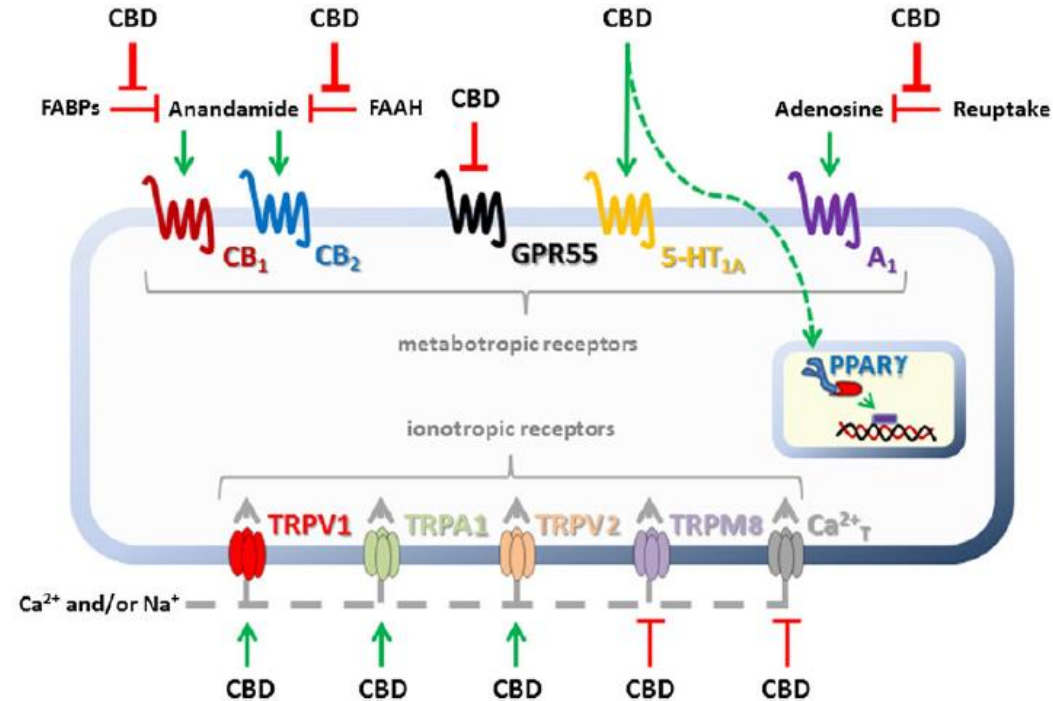 CBD
CBD
CBD
CBD
FABPs
Anandamide
FAAH
CBD
Adenosine
Reuptake
CB₁
CB₂
GPR55
5-HT₁A
A₁
metabotropic receptors
PPARγ
ionotropic receptors
TRPV1
TRPA1
TRPV2
TRPM8
Ca²⁺T
Ca²⁺ and/or Na⁺
CBD
CBD
CBD
CBD
CBD